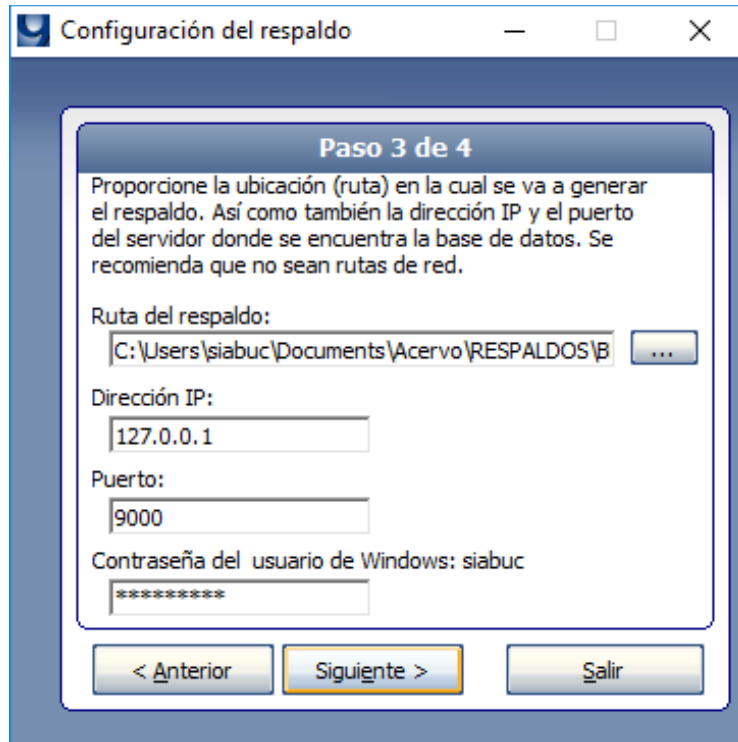 Configuración del respaldo
Paso 3 de 4
Proporcione la ubicación (ruta) en la cual se va a generar
el respaldo. Así como también la dirección IP y el puerto
del servidor donde se encuentra la base de datos. Se
recomienda que no sean rutas de red.
Ruta del respaldo:
C:\Users\siabuc\Documents\Acervo\RESPALDOS\B
...
Dirección IP:
127.0.0.1
Puerto:
9000
Contraseña del  usuario de Windows: siabuc
*********
< Anterior
Siguiente >
Salir